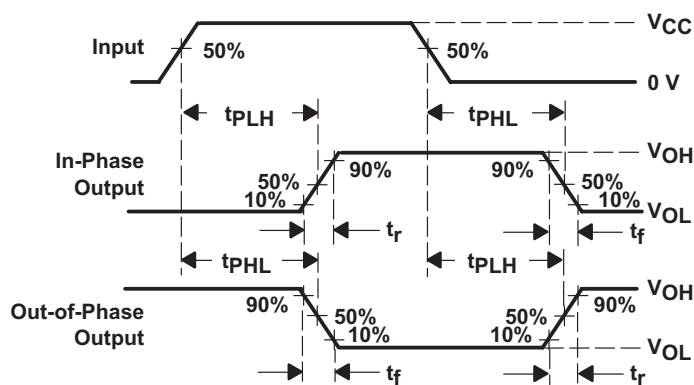 VCC
Input
50%
50%
0 V
tPLH
tPHL
In-Phase
Output
VOH
90%
90%
50%
50%
10%
10%
VOL
tr
tf
tPHL
tPLH
Out-of-Phase
Output
VOH
90%
90%
50%
50%
10%
10%
VOL
tf
tr